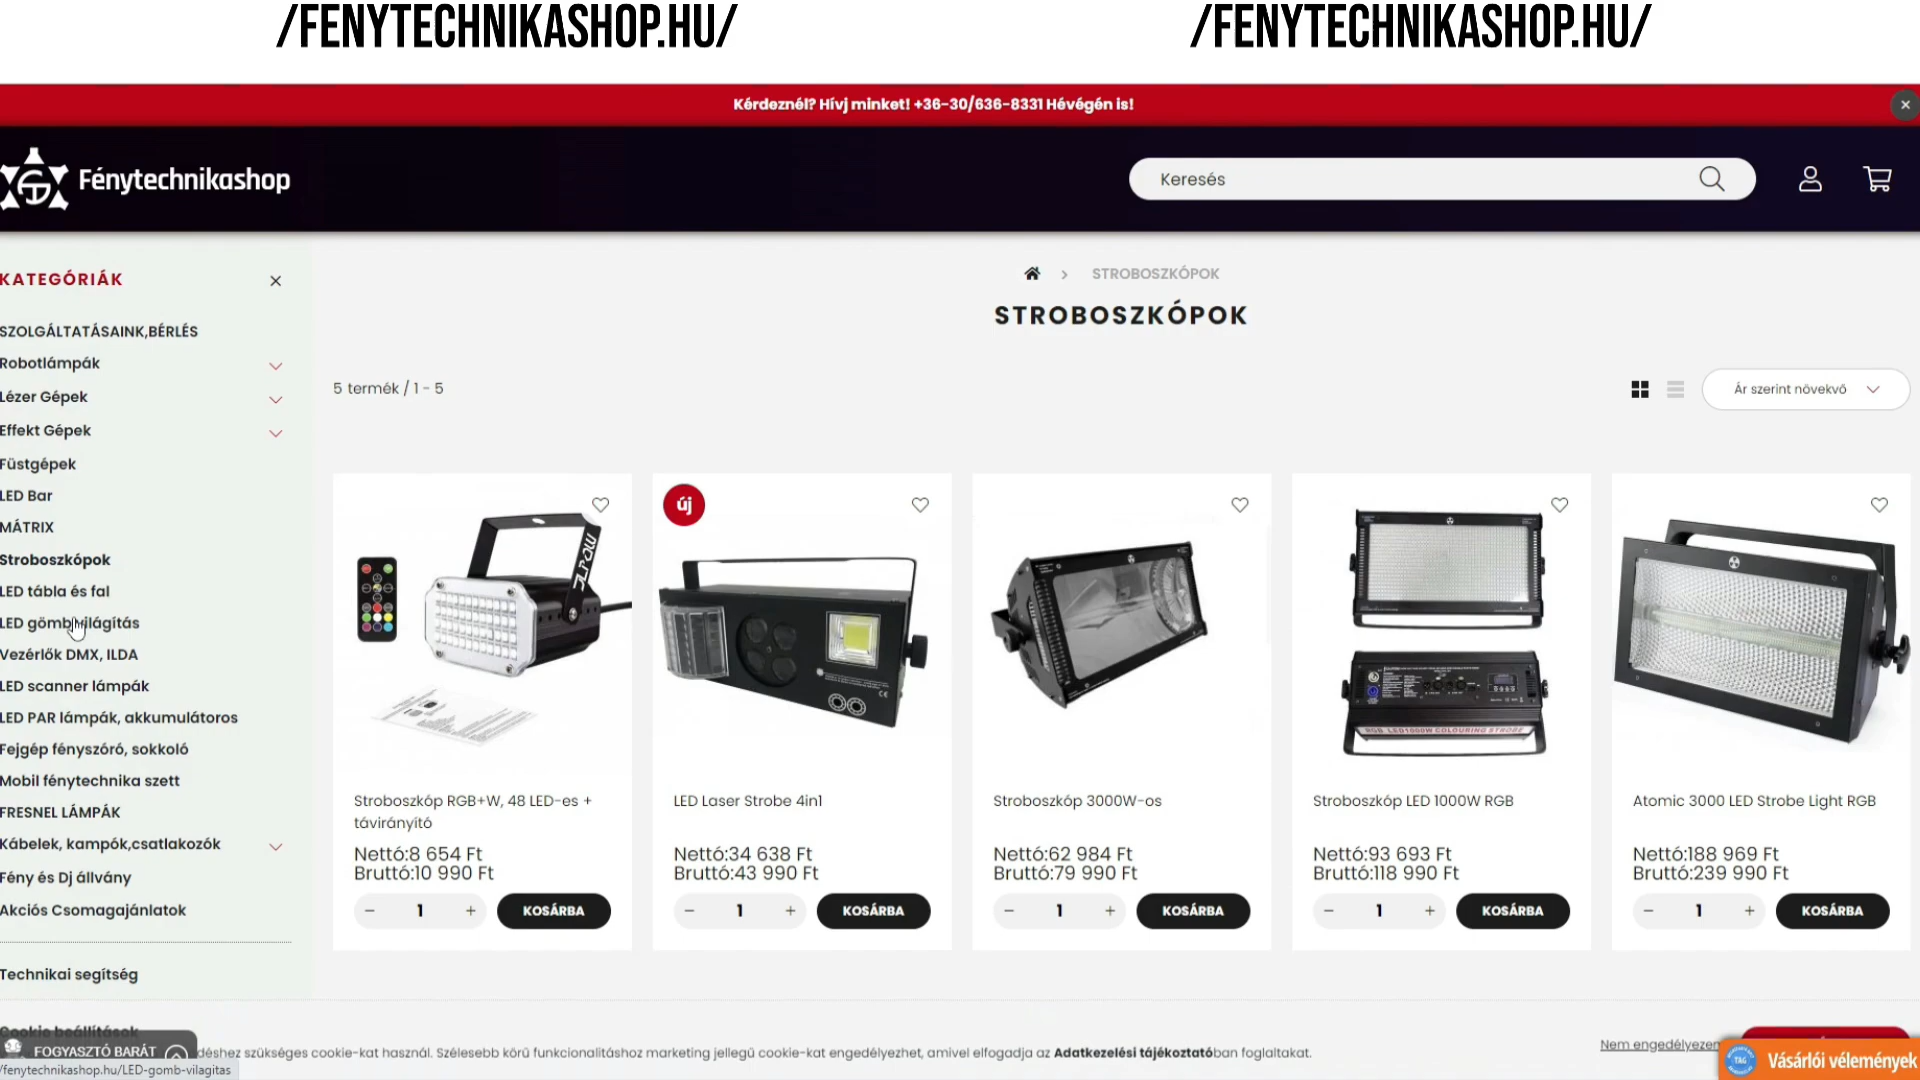 /FENYTECHNIKASHOP.HU/ /FENYTECHNIKASHOP.HU/
Kérdeznél? Hívj minket! +36-30/636-8331 Hévégén is!
Fénytechnikashop
Keresés
KATEGÓRIÁK
SZOLGÁLTATÁSAINK,BÉRLÉS
Robotlámpák
Lézer Gépek
Effekt Gépek
Füstgépek
LED Bar
MÁTRIX
Stroboszkópok
LED tábla és fal
LED gömb világítás
Vezérlők DMX, ILDA
LED scanner lámpák
LED PAR lámpák, akkumulátoros
Fejgép fényszóró, sokkoló
Mobil fénytechnika szett
FRESNEL LÁMPÁK
Kábelek, kampók,csatlakozók
Fény és Dj állvány
Akciós Csomagajánlatok
Technikai segítség
STROBOSZKÓPOK
STROBOSZKÓPOK
5 termék / 1 - 5
Ár szerint növekvő
új
Stroboszkóp RGB+W, 48 LED-es +
távirányító
Nettó:8 654 Ft
Bruttó:10 990 Ft
1 KOSÁRBA
LED Laser Strobe 4in1
Nettó:34 638 Ft
Bruttó:43 990 Ft
1 KOSÁRBA
Stroboszkóp 3000W-os
Nettó:62 984 Ft
Bruttó:79 990 Ft
1 KOSÁRBA
RGB LED1000W COLOURING STROBE
Stroboszkóp LED 1000W RGB
Nettó:93 693 Ft
Bruttó:118 990 Ft
1 KOSÁRBA
Atomic 3000 LED Strobe Light RGB
Nettó:188 969 Ft
Bruttó:239 990 Ft
1 KOSÁRBA
Cookie beállítások
déshez szükséges cookie-kat használ. Szélesebb körű funkcionalitáshoz marketing jellegű cookie-kat engedélyezhet, amivel elfogadja az Adatkezelési tájékoztatóban foglaltakat.
Nem engedélyezem
FOGYASZTÓ BARÁT
/fenytechnikashop.hu/LED-gomb-vilagitas
TAG
Vásárlói vélemények